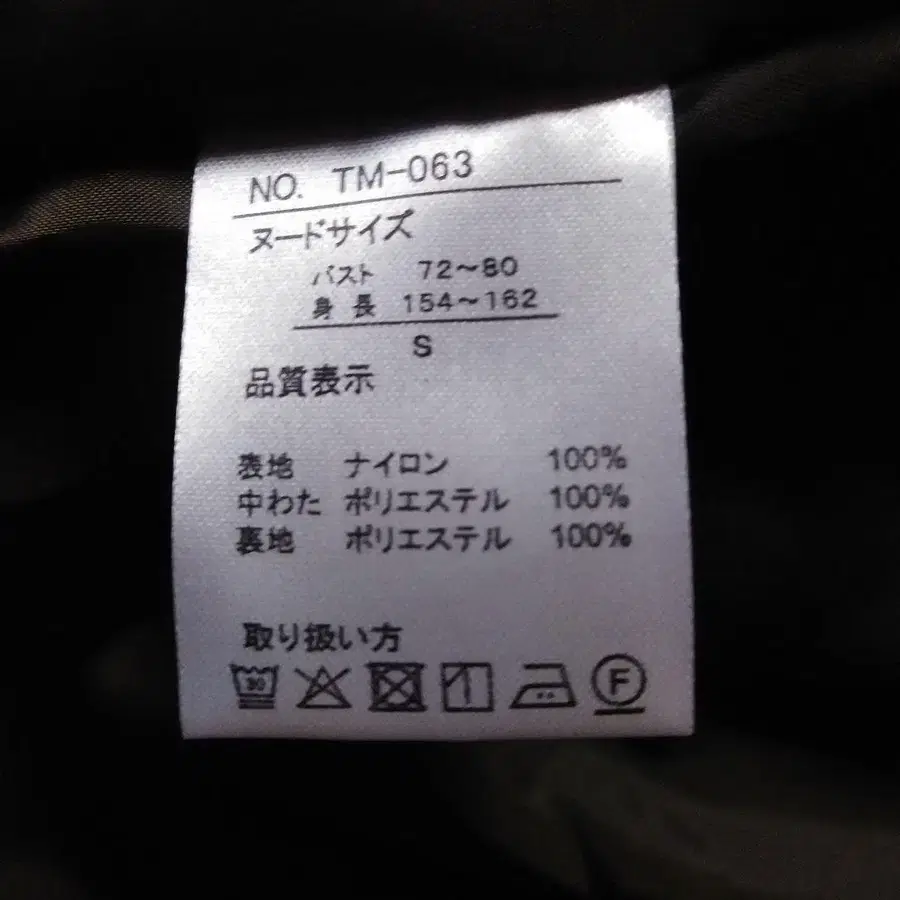 NO. TM-063
ヌードサイズ
バスト 72～80
身長 154～162
S
品質表示
表地 ナイロン 100%
中わた ポリエステル 100%
裏地 ポリエステル 100%
取り扱い方
30 F